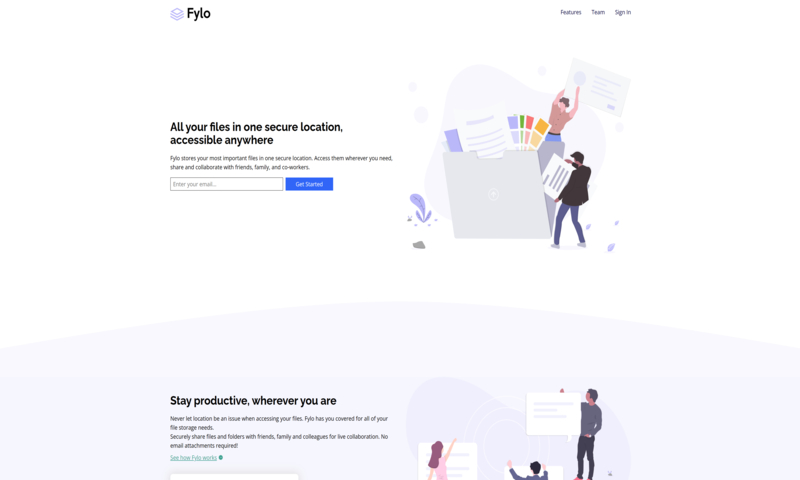 Fylo
Features Team Sign In
All your files in one secure location,
accessible anywhere
Fylo stores your most important files in one secure location. Access them wherever you need,
share and collaborate with friends, family, and co-workers.
Enter your email... Get Started
Stay productive, wherever you are
Never let location be an issue when accessing your files. Fylo has you covered for all of your
file storage needs.
Securely share files and folders with friends, family and colleagues for live collaboration. No
email attachments required!
See how Fylo works